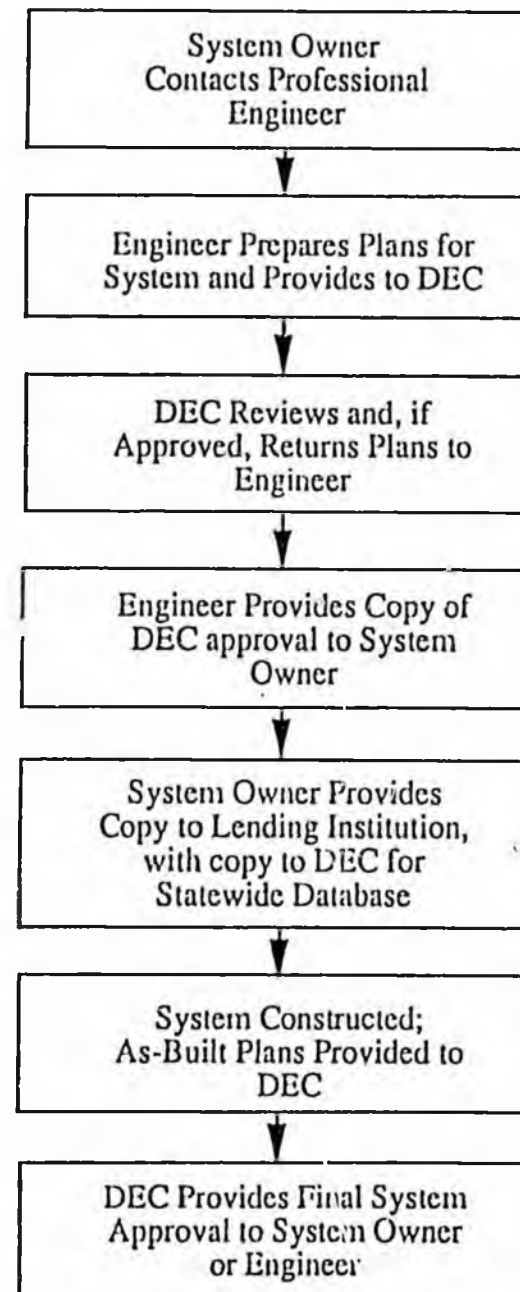 System Owner
Contacts Professional
Engineer
Engineer Prepares Plans for
System and Provides to DEC
DEC Reviews and, if
Approved, Returns Plans to
Engineer
Engineer Provides Copy of
DEC approval to System
Owner
System Owner Provides
Copy to Lending Institution,
with copy to DEC for
Statewide Database
System Constructed;
As-Built Plans Provided to
DEC
DEC Provides Final System
Approval to System Owner
or Engineer